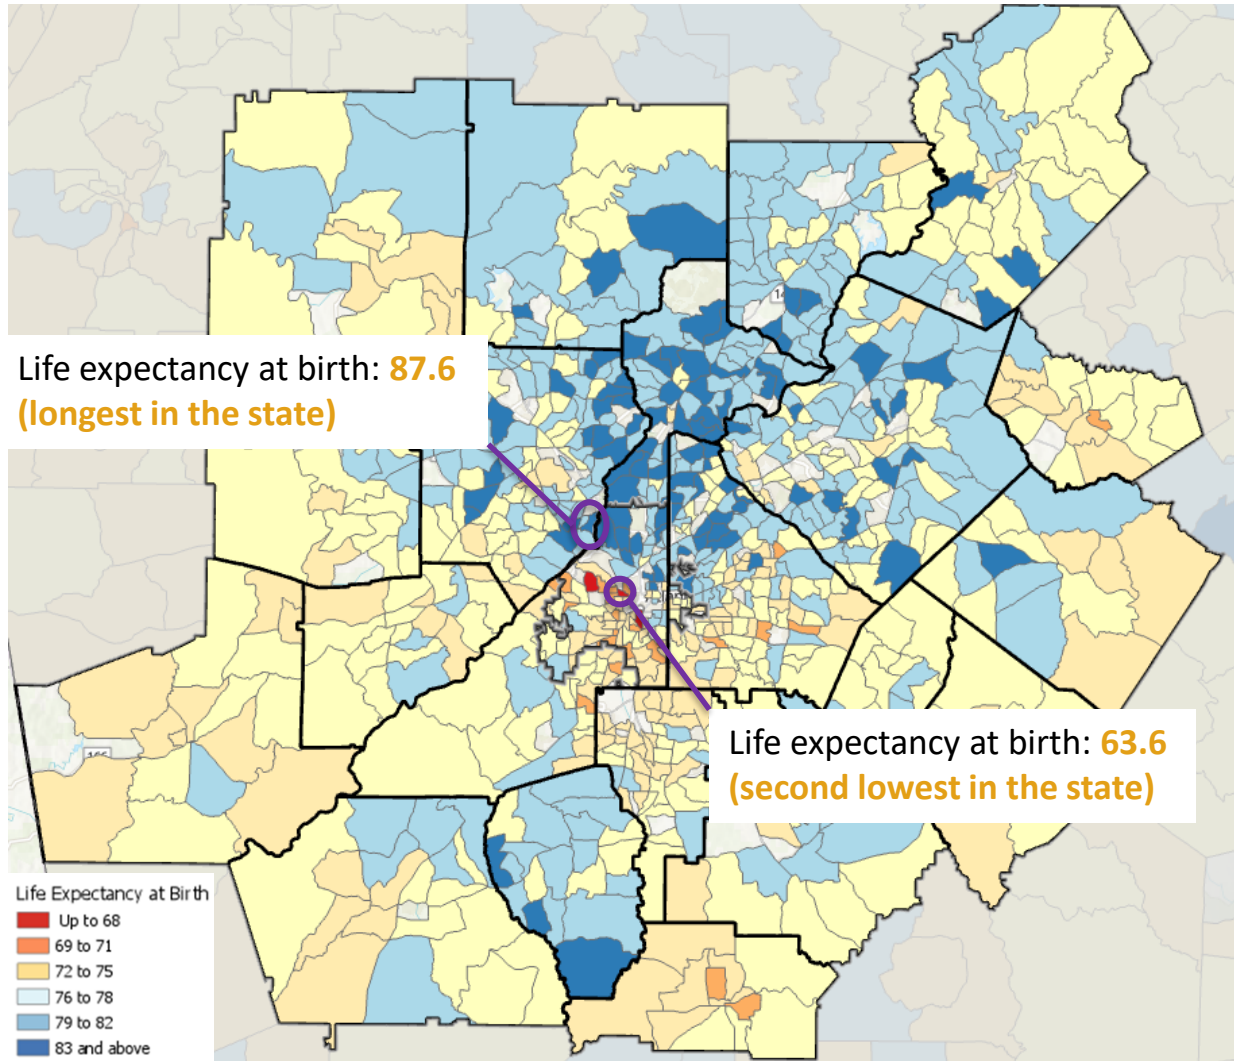 Life expectancy at birth: 87.6
(longest in the state)
Life expectancy at birth: 63.6
(second lowest in the state)
Life Expectancy at Birth
Up to 68
69 to 71
72 to 75
76 to 78
79 to 82
83 and above